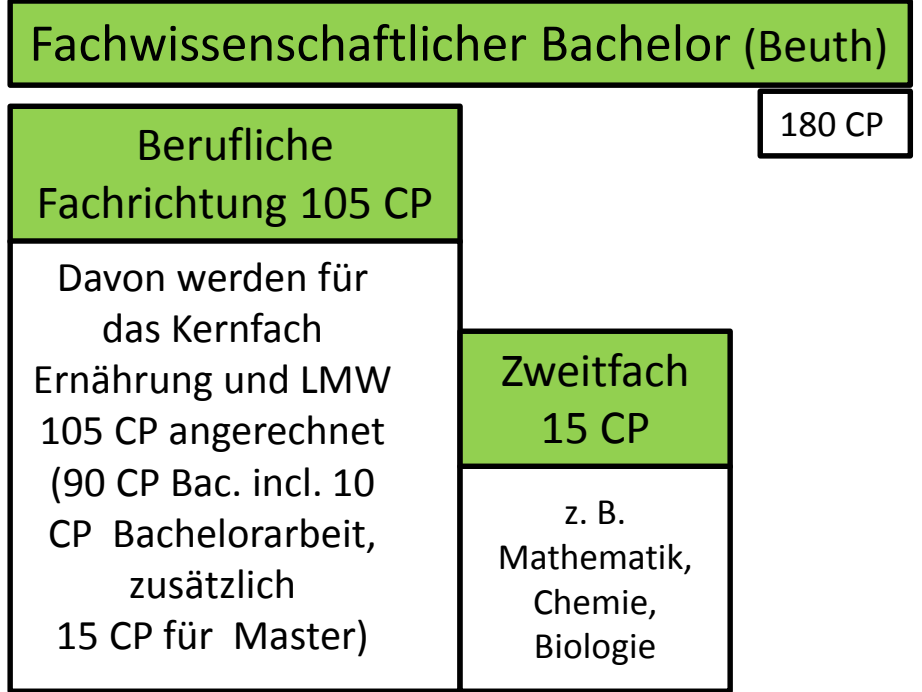 Fachwissenschaftlicher Bachelor (Beuth)
180 CP
Berufliche
Fachrichtung 105 CP
Davon werden für
das Kernfach
Ernährung und LMW
105 CP angerechnet
(90 CP Bac. incl. 10
CP Bachelorarbeit,
zusätzlich
15 CP für Master)
Zweitfach
15 CP
z. B.
Mathematik,
Chemie,
Biologie